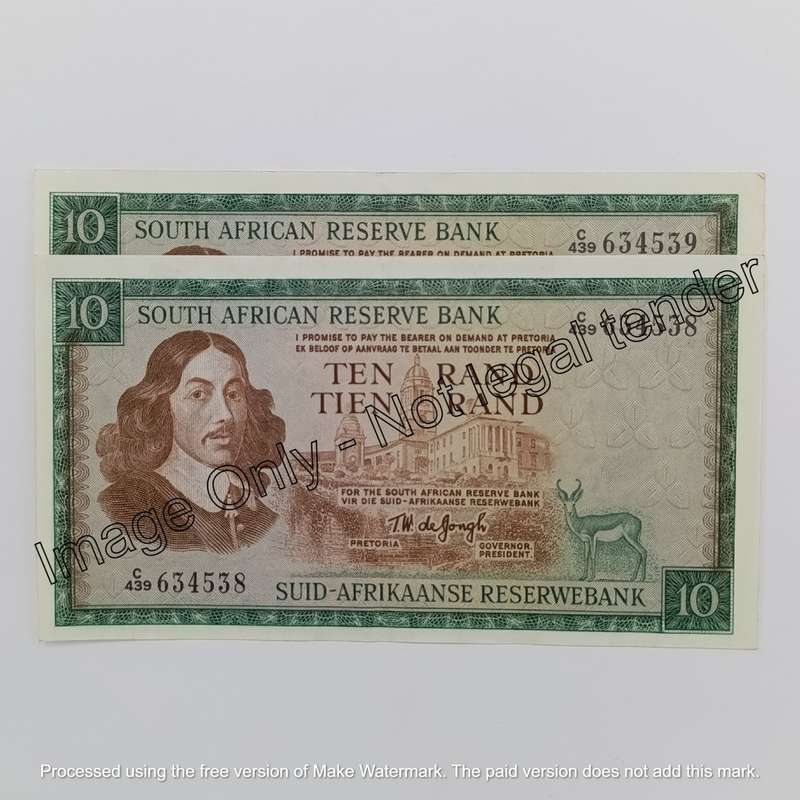 10
SOUTH AFRICAN RESERVE BANK
C/439 634539
I PROMISE TO PAY THE BEARER ON DEMAND AT PRETORIA
10
SOUTH AFRICAN RESERVE BANK
C/439 634538
I PROMISE TO PAY THE BEARER ON DEMAND AT PRETORIA
EK BELOOF OP AANVRAAG TE BETAAL AAN TOONDER TE PRETORIA
TEN RAND
TIEN RAND
FOR THE SOUTH AFRICAN RESERVE BANK
VIR DIE SUID-AFRIKAANSE RESERWEBANK
T.W. de Jongh
PRETORIA
GOVERNOR.
PRESIDENT.
C/439 634538
SUID-AFRIKAANSE RESERWEBANK
10
Image Only - Not legal tender
Processed using the free version of Make Watermark. The paid version does not add this mark.